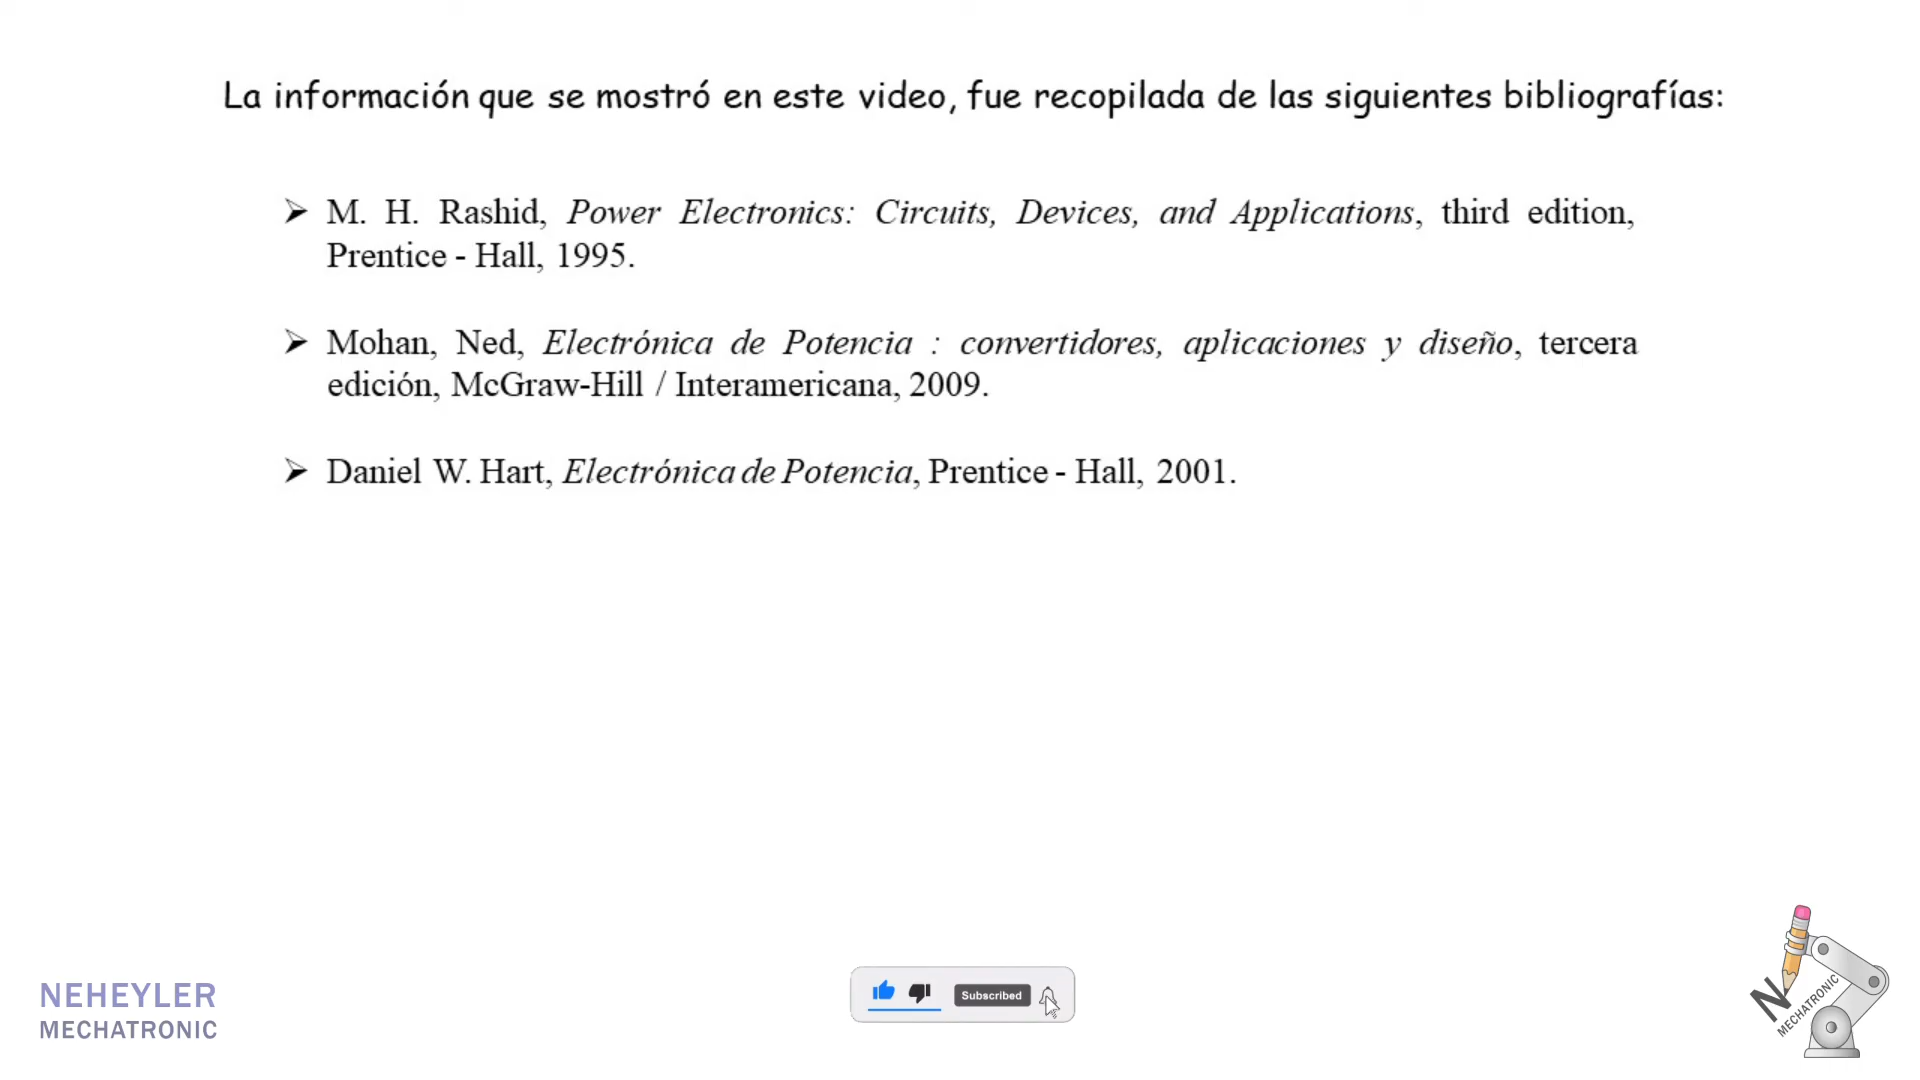 La información que se mostró en este video, fue recopilada de las siguientes bibliografías:
➢ M. H. Rashid, Power Electronics: Circuits, Devices, and Applications, third edition,
Prentice - Hall, 1995.
➢ Mohan, Ned, Electrónica de Potencia : convertidores, aplicaciones y diseño, tercera
edición, McGraw-Hill / Interamericana, 2009.
➢ Daniel W. Hart, Electrónica de Potencia, Prentice - Hall, 2001.
NEHEYLER
MECHATRONIC
Subscribed
N
MECHATRONIC